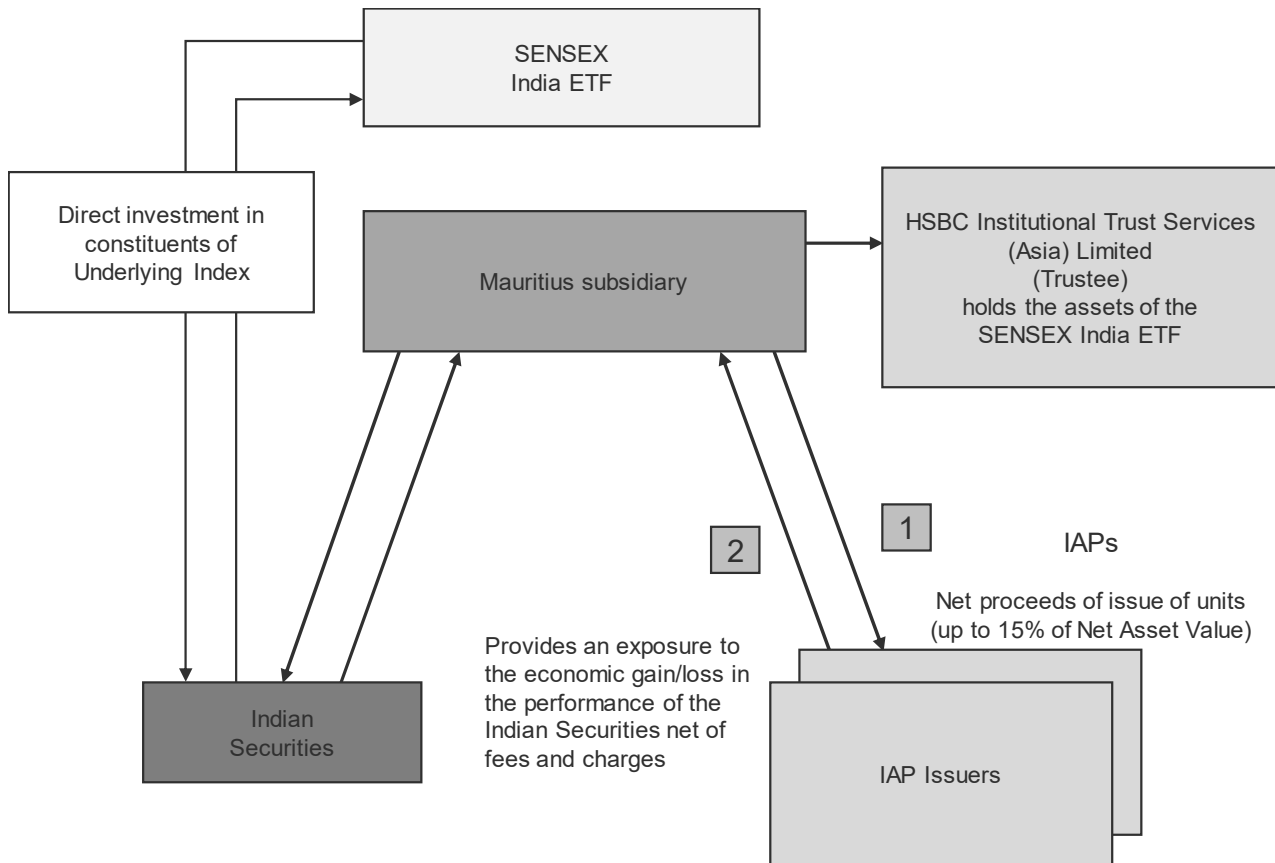 SENSEX
India ETF
Direct investment in
constituents of
Underlying Index
Mauritius subsidiary
HSBC Institutional Trust Services
(Asia) Limited
(Trustee)
holds the assets of the
SENSEX India ETF
2
1
IAPs
Net proceeds of issue of units
(up to 15% of Net Asset Value)
Provides an exposure to
the economic gain/loss in
the performance of the
Indian Securities net of
fees and charges
Indian
Securities
IAP Issuers